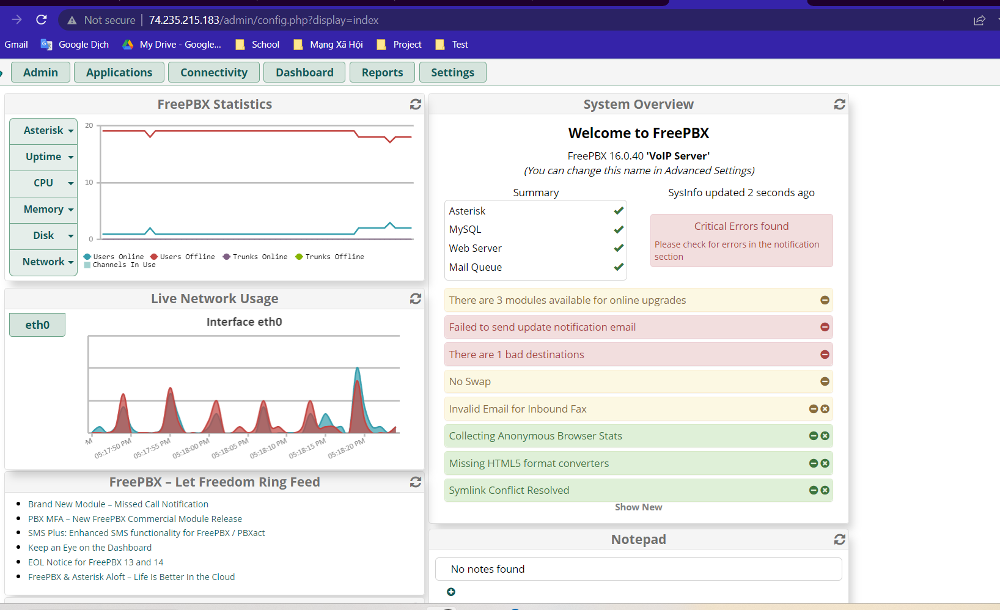 Not secure 74.235.215.183/admin/config.php?display=index
Gmail Google Dịch My Drive - Google... School Mạng Xã Hội Project Test
Admin Applications Connectivity Dashboard Reports Settings
FreePBX Statistics
Asterisk
Uptime
CPU
Memory
Disk
Network
20
10
0
Users Online Users Offline Trunks Online Trunks Offline
Channels In Use
Live Network Usage
eth0
Interface eth0
05:17:50 PM 05:17:55 PM 05:18:00 PM 05:18:05 PM 05:18:10 PM 05:18:15 PM 05:18:20 PM
FreePBX – Let Freedom Ring Feed
Brand New Module – Missed Call Notification
PBX MFA – New FreePBX Commercial Module Release
SMS Plus: Enhanced SMS functionality for FreePBX / PBXact
Keep an Eye on the Dashboard
EOL Notice for FreePBX 13 and 14
FreePBX & Asterisk Aloft – Life Is Better In the Cloud
System Overview
Welcome to FreePBX
FreePBX 16.0.40 'VoIP Server'
(You can change this name in Advanced Settings)
Summary
Asterisk
MySQL
Web Server
Mail Queue
SysInfo updated 2 seconds ago
Critical Errors found
Please check for errors in the notification
section
There are 3 modules available for online upgrades
Failed to send update notification email
There are 1 bad destinations
No Swap
Invalid Email for Inbound Fax
Collecting Anonymous Browser Stats
Missing HTML5 format converters
Symlink Conflict Resolved
Show New
Notepad
No notes found